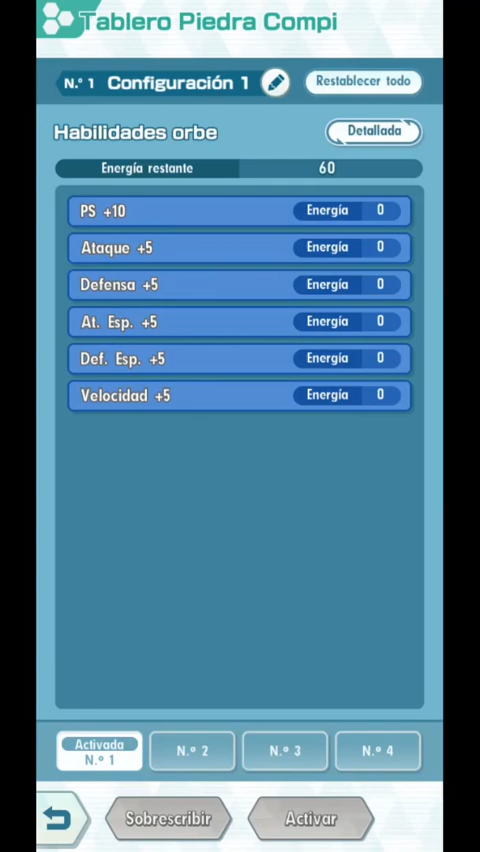 Tablero Piedra Compi
N.º 1 Configuración 1
Restablecer todo
Habilidades orbe
Detallada
Energía restante 60
PS +10 Energía 0
Ataque +5 Energía 0
Defensa +5 Energía 0
At. Esp. +5 Energía 0
Def. Esp. +5 Energía 0
Velocidad +5 Energía 0
Activada
N.º 1
N.º 2
N.º 3
N.º 4
Sobrescribir
Activar